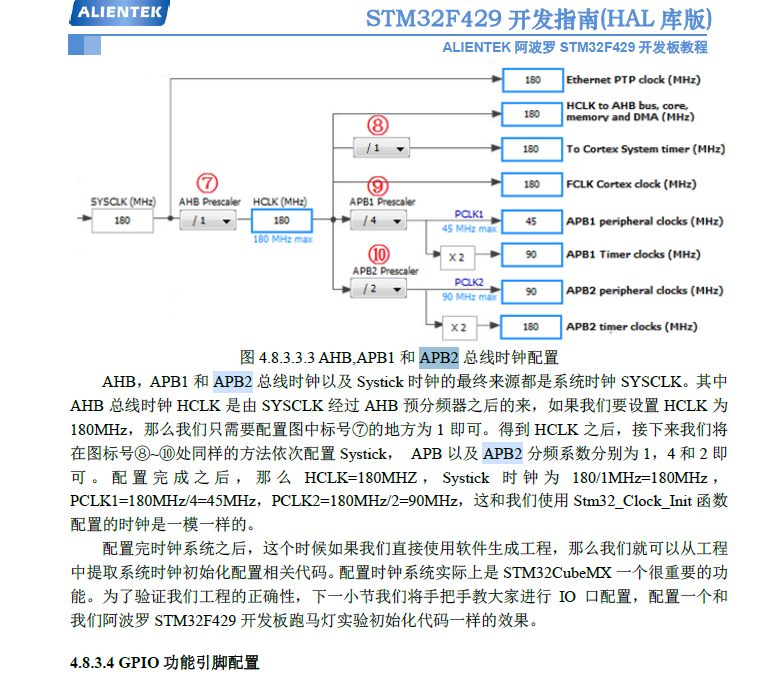 ALIENTEK
STM32F429 开发指南(HAL 库版)
ALIENTEK 阿波罗 STM32F429 开发板教程
180 Ethernet PTP clock (MHz)
180 HCLK to AHB bus, core,
memory and DMA (MHz)
⑧
/ 1 180 To Cortex System timer (MHz)
⑦ ⑨ 180 FCLK Cortex clock (MHz)
SYSCLK (MHz) AHB Prescaler HCLK (MHz) APB1 Prescaler
180 / 1 180 / 4 PCLK1 45 APB1 peripheral clocks (MHz)
180 MHz max 45 MHz max
⑩ X 2 90 APB1 Timer clocks (MHz)
APB2 Prescaler
/ 2 PCLK2 90 APB2 peripheral clocks (MHz)
90 MHz max
X 2 180 APB2 timer clocks (MHz)
图 4.8.3.3.3 AHB,APB1 和 APB2 总线时钟配置
AHB，APB1 和 APB2 总线时钟以及 Systick 时钟的最终来源都是系统时钟 SYSCLK。其中
AHB 总线时钟 HCLK 是由 SYSCLK 经过 AHB 预分频器之后的来，如果我们要设置 HCLK 为
180MHz，那么我们只需要配置图中标号⑦的地方为 1 即可。得到 HCLK 之后，接下来我们将
在图标号⑧~⑩处同样的方法依次配置 Systick， APB 以及 APB2 分频系数分别为 1，4 和 2 即
可。配置完成之后，那么 HCLK=180MHZ，Systick 时钟为 180/1MHz=180MHz，
PCLK1=180MHz/4=45MHz，PCLK2=180MHz/2=90MHz，这和我们使用 Stm32_Clock_Init 函数
配置的时钟是一模一样的。
配置完时钟系统之后，这个时候如果我们直接使用软件生成工程，那么我们就可以从工程
中提取系统时钟初始化配置相关代码。配置时钟系统实际上是 STM32CubeMX 一个很重要的功
能。为了验证我们工程的正确性，下一小节我们将手把手教大家进行 IO 口配置，配置一个和
我们阿波罗 STM32F429 开发板跑马灯实验初始化代码一样的效果。
4.8.3.4 GPIO 功能引脚配置